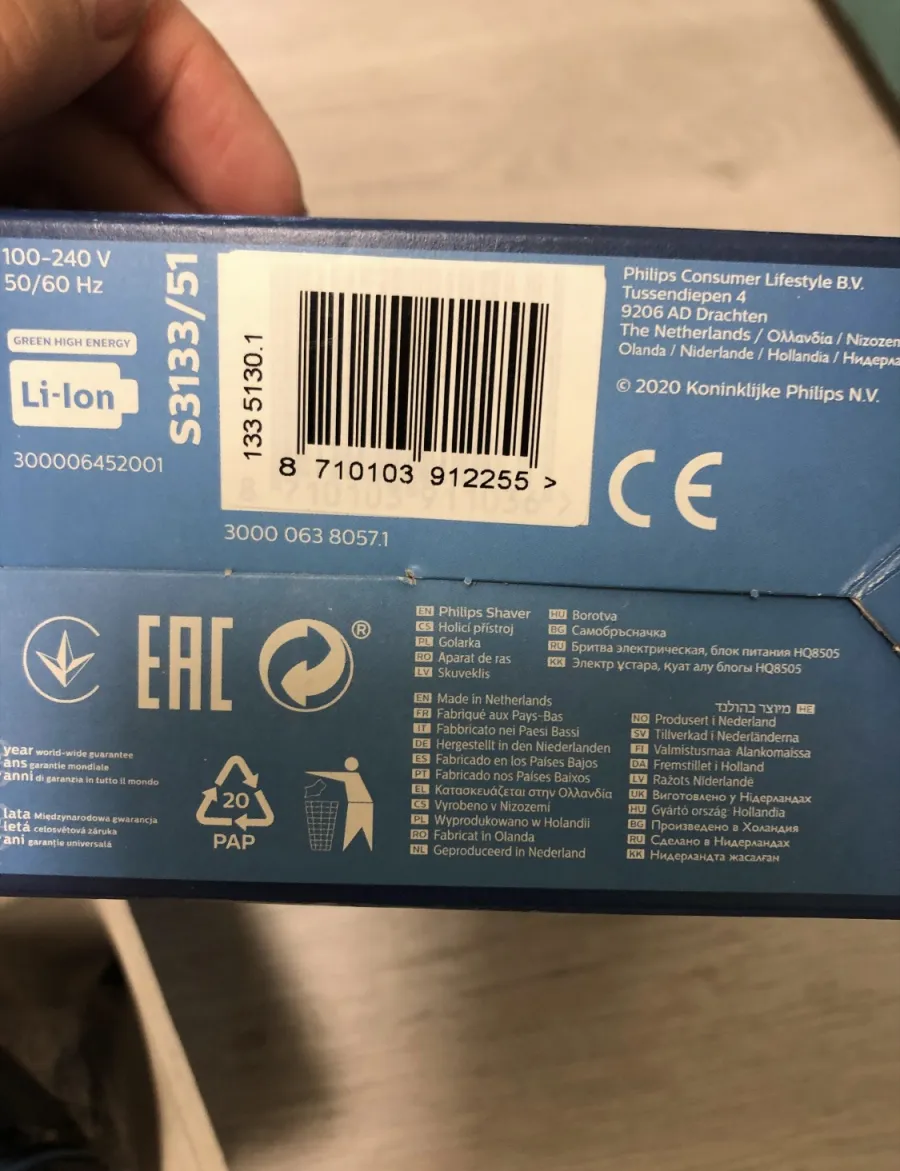 100-240 V
50/60 Hz
GREEN HIGH ENERGY
Li-Ion
300006452001
S3133/51
133 5130.1
8 710103 912255 >
3000 063 8057.1
Philips Consumer Lifestyle B.V.
Tussendiepen 4
9206 AD Drachten
The Netherlands / Ολλανδία / Nizozem
Olanda / Niderlande / Hollandia / Нидерла
© 2020 Koninklijke Philips N.V.
CE
EAC
®
EN Philips Shaver
CS Holicí přístroj
PL Golarka
RO Aparat de ras
LV Skuveklis
HU Borotva
BG Самобръсначка
RU Бритва электрическая, блок питания HQ8505
KK Электр ұстара, қуат алу блогы HQ8505
EN Made in Netherlands
FR Fabriqué aux Pays-Bas
IT Fabbricato nei Paesi Bassi
DE Hergestellt in den Niederlanden
ES Fabricado en los Países Bajos
PT Fabricado nos Países Baixos
EL Κατασκευάζεται στην Ολλανδία
CS Vyrobeno v Nizozemí
PL Wyprodukowano w Holandii
RO Fabricat in Olanda
NL Geproduceerd in Nederland
HE מיוצר בהולנד
NO Produsert i Nederland
SV Tillverkad i Nederländerna
FI Valmistusmaa Alankomaissa
DA Fremstillet i Holland
LV Ražots Nīderlandē
UK Виготовлено у Нідерландах
HU Gyártó ország: Hollandia
BG Произведено в Холандия
RU Сделано в Нидерландах
KK Нидерландта жасалған
year world-wide guarantee
ans garantie mondiale
anni di garanzia in tutto il mondo
lata Międzynarodowa gwarancja
letá celosvětová záruka
ani garanție universală
20
PAP